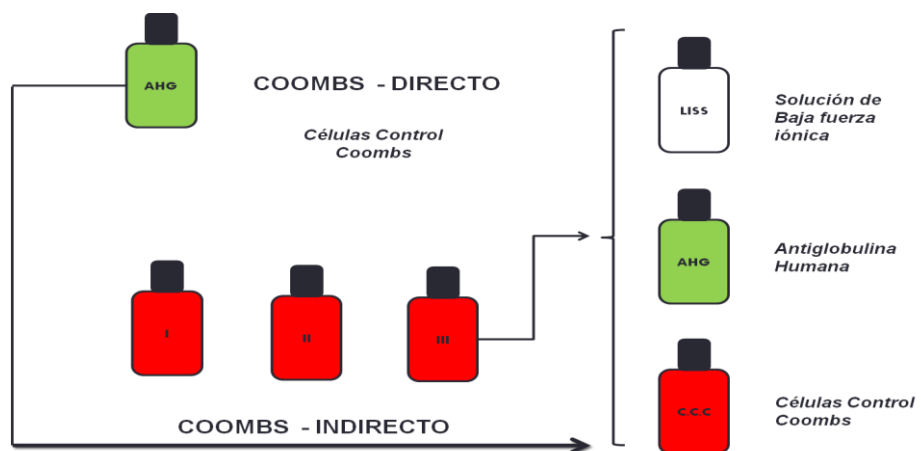 AHG
COOMBS - DIRECTO
Células Control
Coombs
I
II
III
COOMBS - INDIRECTO
LISS
Solución de
Baja fuerza
iónica
AHG
Antiglobulina
Humana
C.C.C
Células Control
Coombs